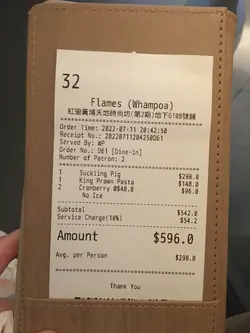 32
Flames (Whampoa)
紅磡黃埔天地時尚坊(第2期)地下G10B號舖
Order Time: 2022-07-11 20:42:50
Receipt No.: 20220711204250D61
Served By: WP
Order No.: D61 [Dine-in]
Number of Patron: 2
1 Suckling Pig $298.0
1 King Prawn Pasta $148.0
2 Cranberry @$48.0 $96.0
No Ice
Subtotal $542.0
Service Charge(10%) $54.2
Amount $596.0
Avg. per Person $298.0
Thank You